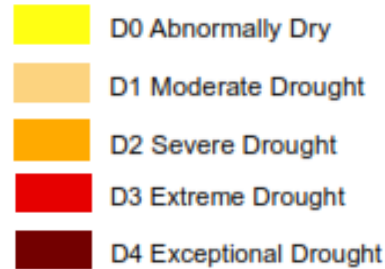 D0 Abnormally Dry
D1 Moderate Drought
D2 Severe Drought
D3 Extreme Drought
D4 Exceptional Drought